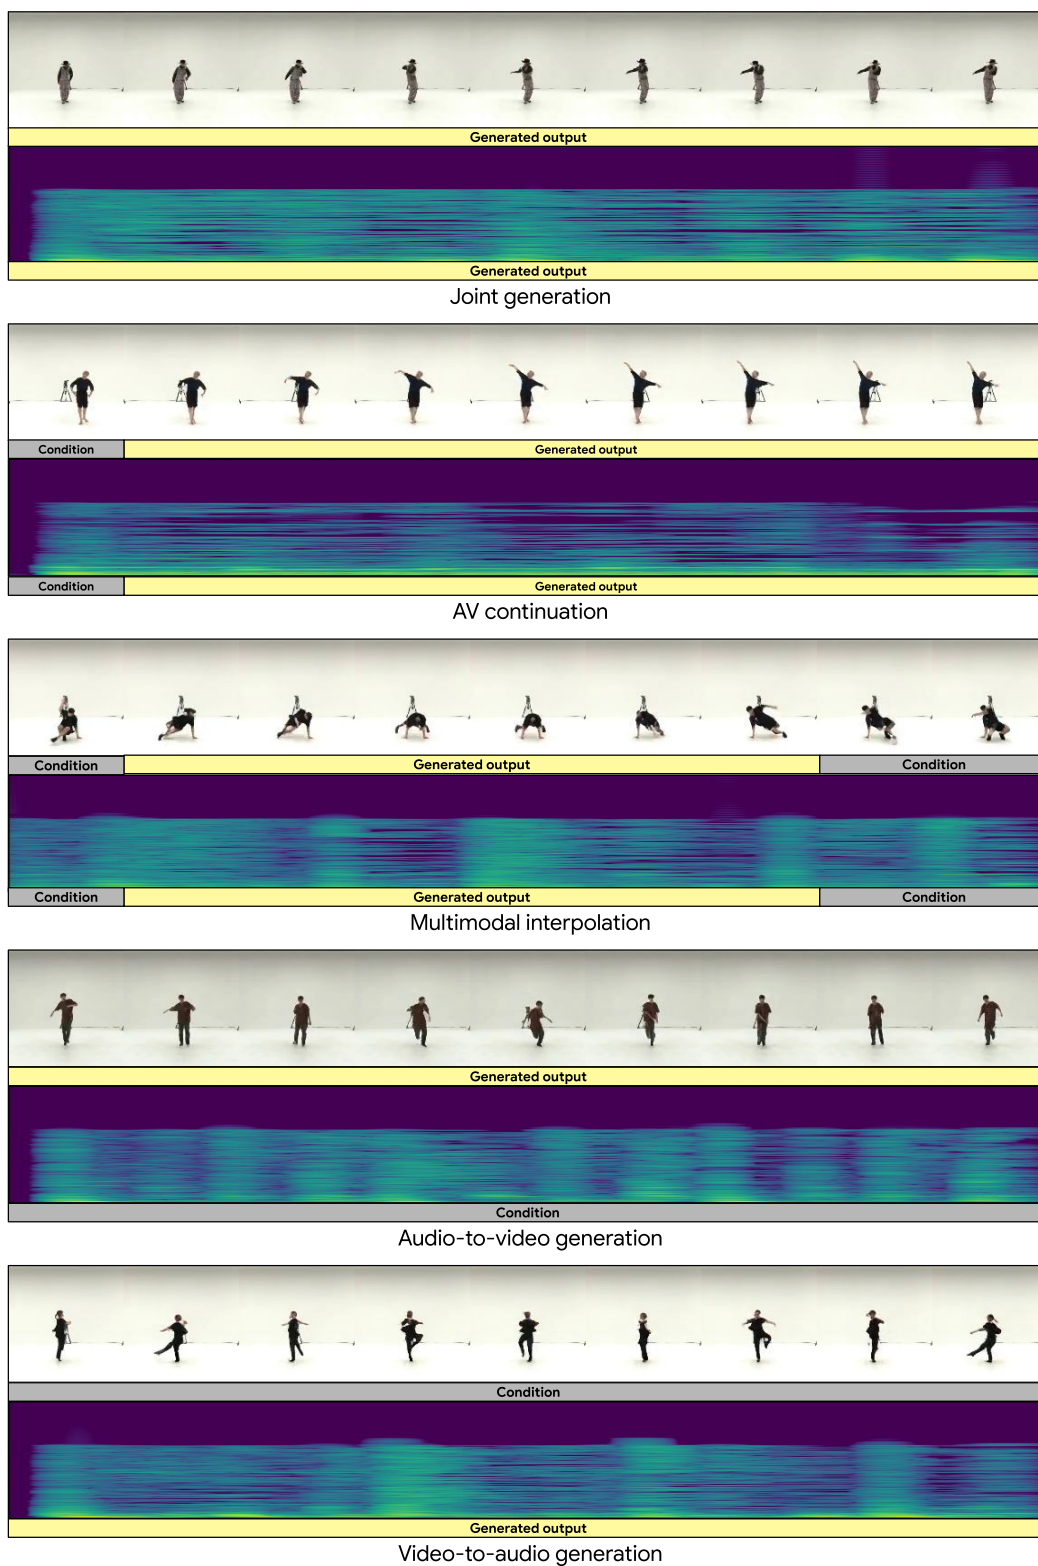 Generated output
Generated output
Joint generation
Condition Generated output
Condition Generated output
AV continuation
Condition Generated output Condition
Condition Generated output Condition
Multimodal interpolation
Generated output
Condition
Audio-to-video generation
Condition
Generated output
Video-to-audio generation